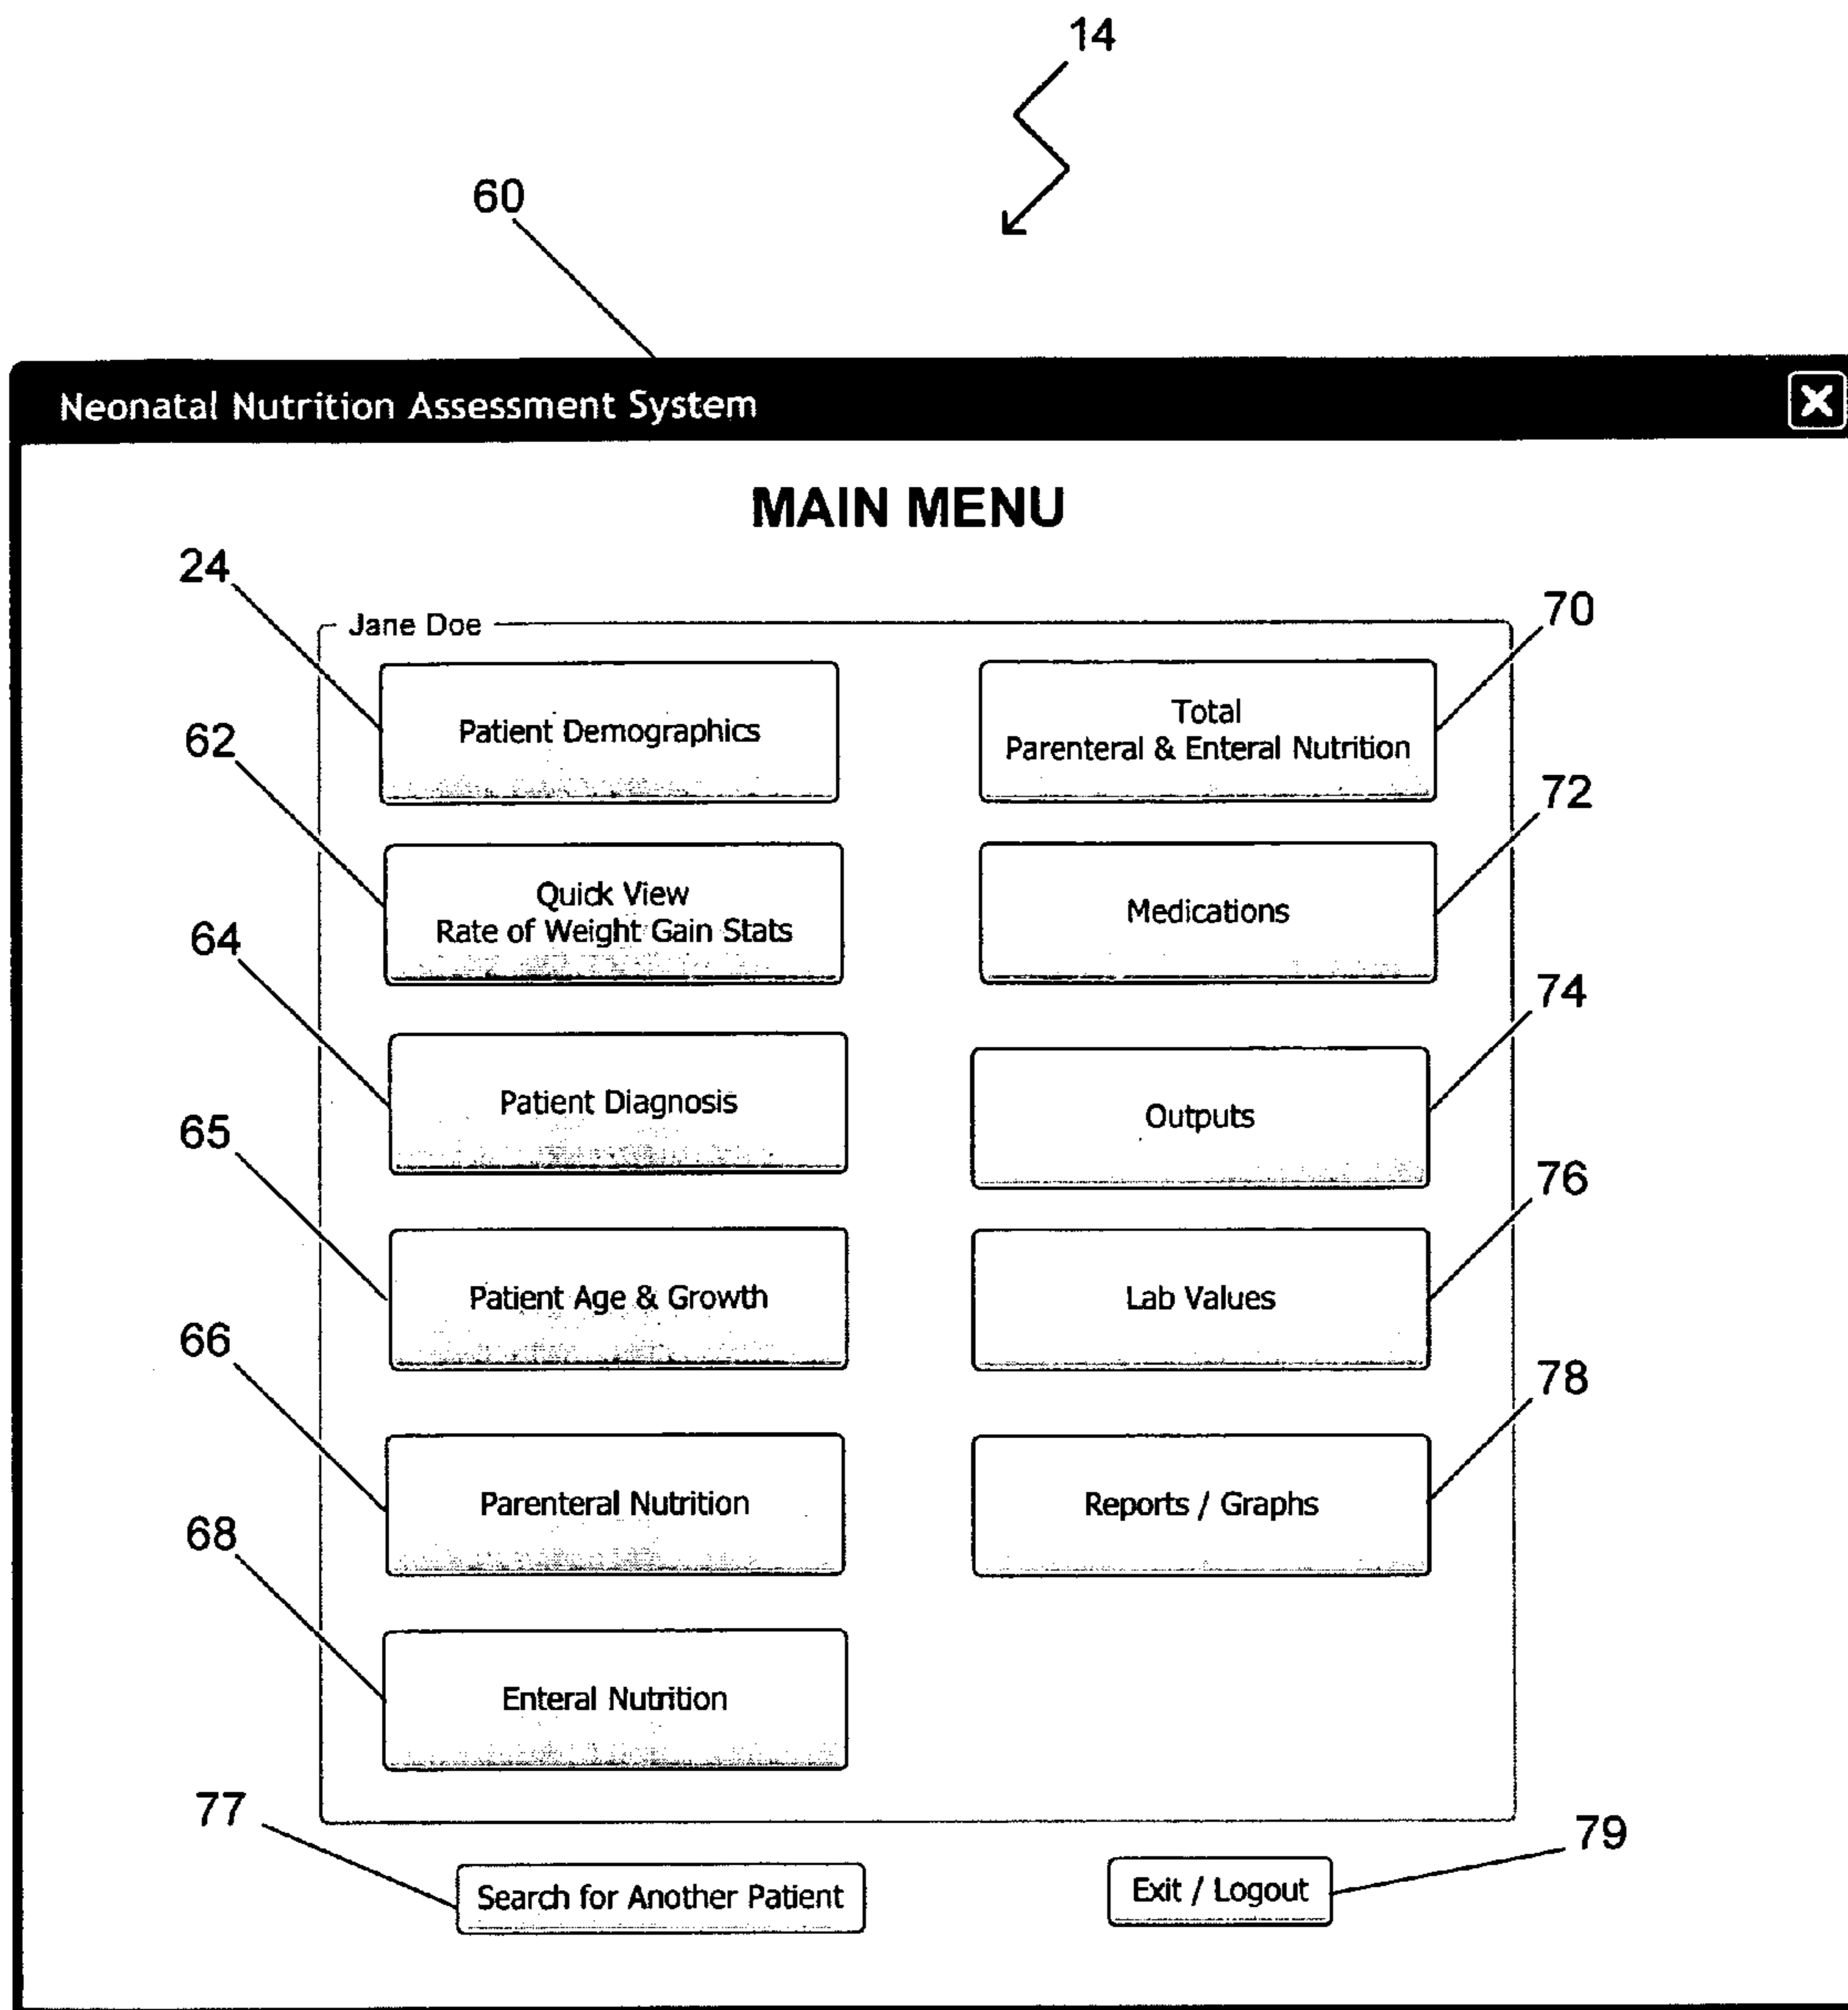 14
60
Neonatal Nutrition Assessment System
MAIN MENU
24
Jane Doe
70
Patient Demographics
Total
Parenteral & Enteral Nutrition
62
72
Quick View
Rate of Weight Gain Stats
Medications
64
74
Patient Diagnosis
Outputs
65
76
Patient Age & Growth
Lab Values
66
78
Parenteral Nutrition
Reports / Graphs
68
Enteral Nutrition
77
79
Search for Another Patient
Exit / Logout